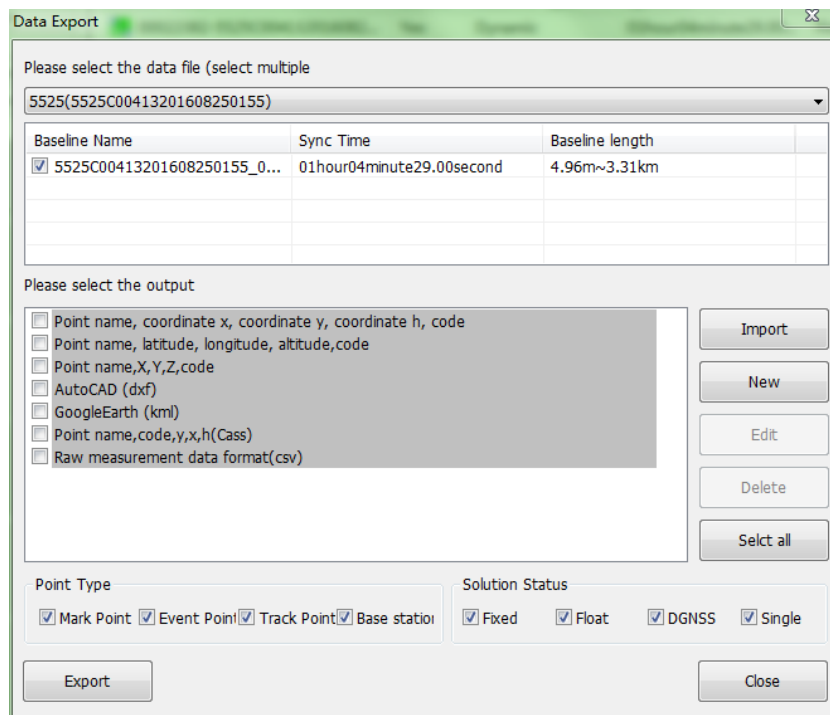 Data Export
Please select the data file (select multiple
5525(5525C00413201608250155)
Baseline Name Sync Time Baseline length
5525C00413201608250155_0... 01hour04minute29.00second 4.96m~3.31km
Please select the output
Point name, coordinate x, coordinate y, coordinate h, code
Point name, latitude, longitude, altitude,code
Point name,X,Y,Z,code
AutoCAD (dxf)
GoogleEarth (kml)
Point name,code,y,x,h(Cass)
Raw measurement data format(csv)
Import
New
Edit
Delete
Selct all
Point Type
Mark Point Event Point Track Point Base station
Solution Status
Fixed Float DGNSS Single
Export
Close